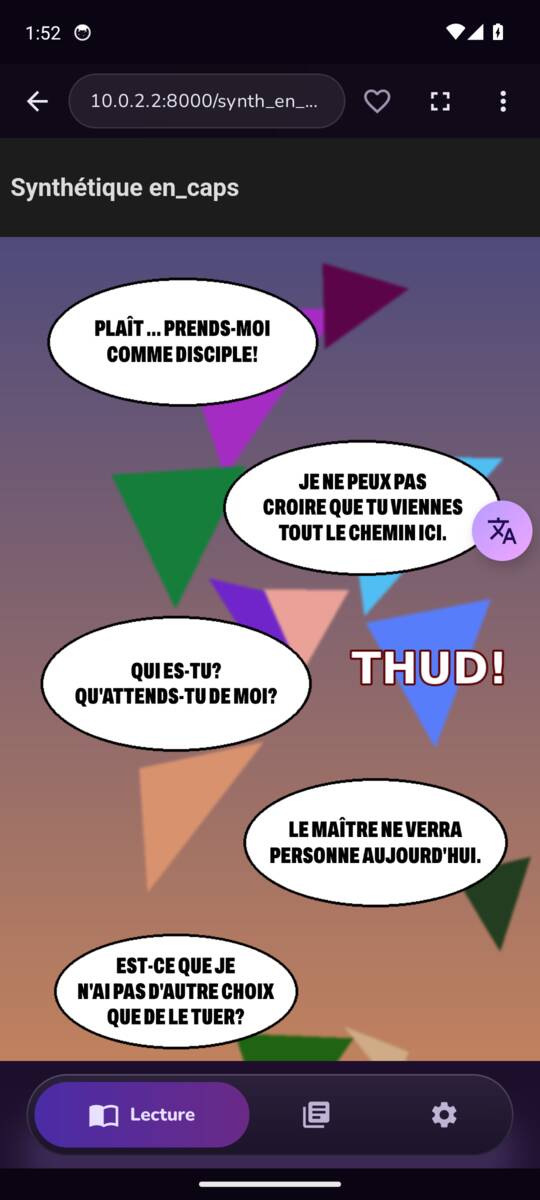 1:52
10.0.2.2:8000/synth_en_...
Synthétique en_caps
PLAÎT ... PRENDS-MOI
COMME DISCIPLE!
JE NE PEUX PAS
CROIRE QUE TU VIENNES
TOUT LE CHEMIN ICI.
QUI ES-TU?
QU'ATTENDS-TU DE MOI?
THUD!
LE MAÎTRE NE VERRA
PERSONNE AUJOURD'HUI.
EST-CE QUE JE
N'AI PAS D'AUTRE CHOIX
QUE DE LE TUER?
Lecture